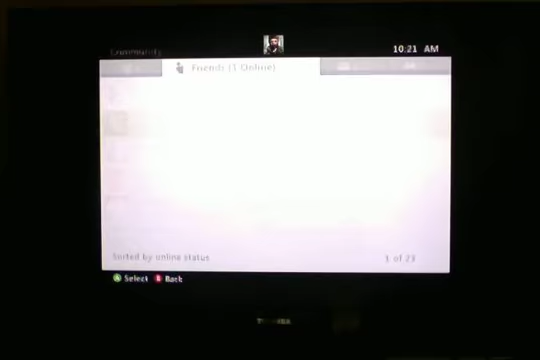 Community
10:21 AM
Friends (1 Online)
Sorted by online status
1 of 23
A Select B Back
TOSHIBA